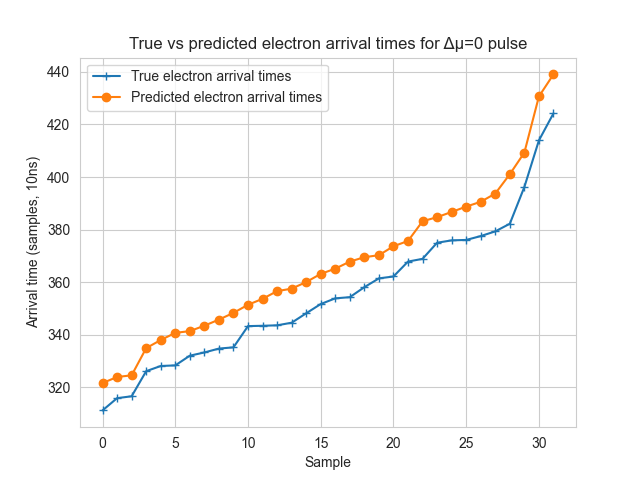 True vs predicted electron arrival times for Δμ=0 pulse
True electron arrival times
Predicted electron arrival times
Arrival time (samples, 10ns)
440
420
400
380
360
340
320
0 5 10 15 20 25 30
Sample